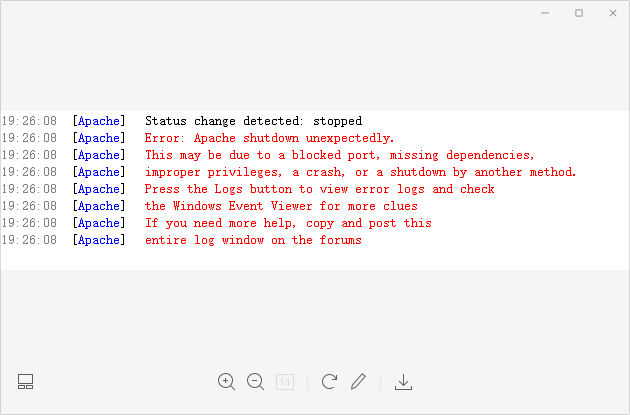 19:26:08 [Apache] Status change detected: stopped
19:26:08 [Apache] Error: Apache shutdown unexpectedly.
19:26:08 [Apache] This may be due to a blocked port, missing dependencies,
19:26:08 [Apache] improper privileges, a crash, or a shutdown by another method.
19:26:08 [Apache] Press the Logs button to view error logs and check
19:26:08 [Apache] the Windows Event Viewer for more clues
19:26:08 [Apache] If you need more help, copy and post this
19:26:08 [Apache] entire log window on the forums
1:1